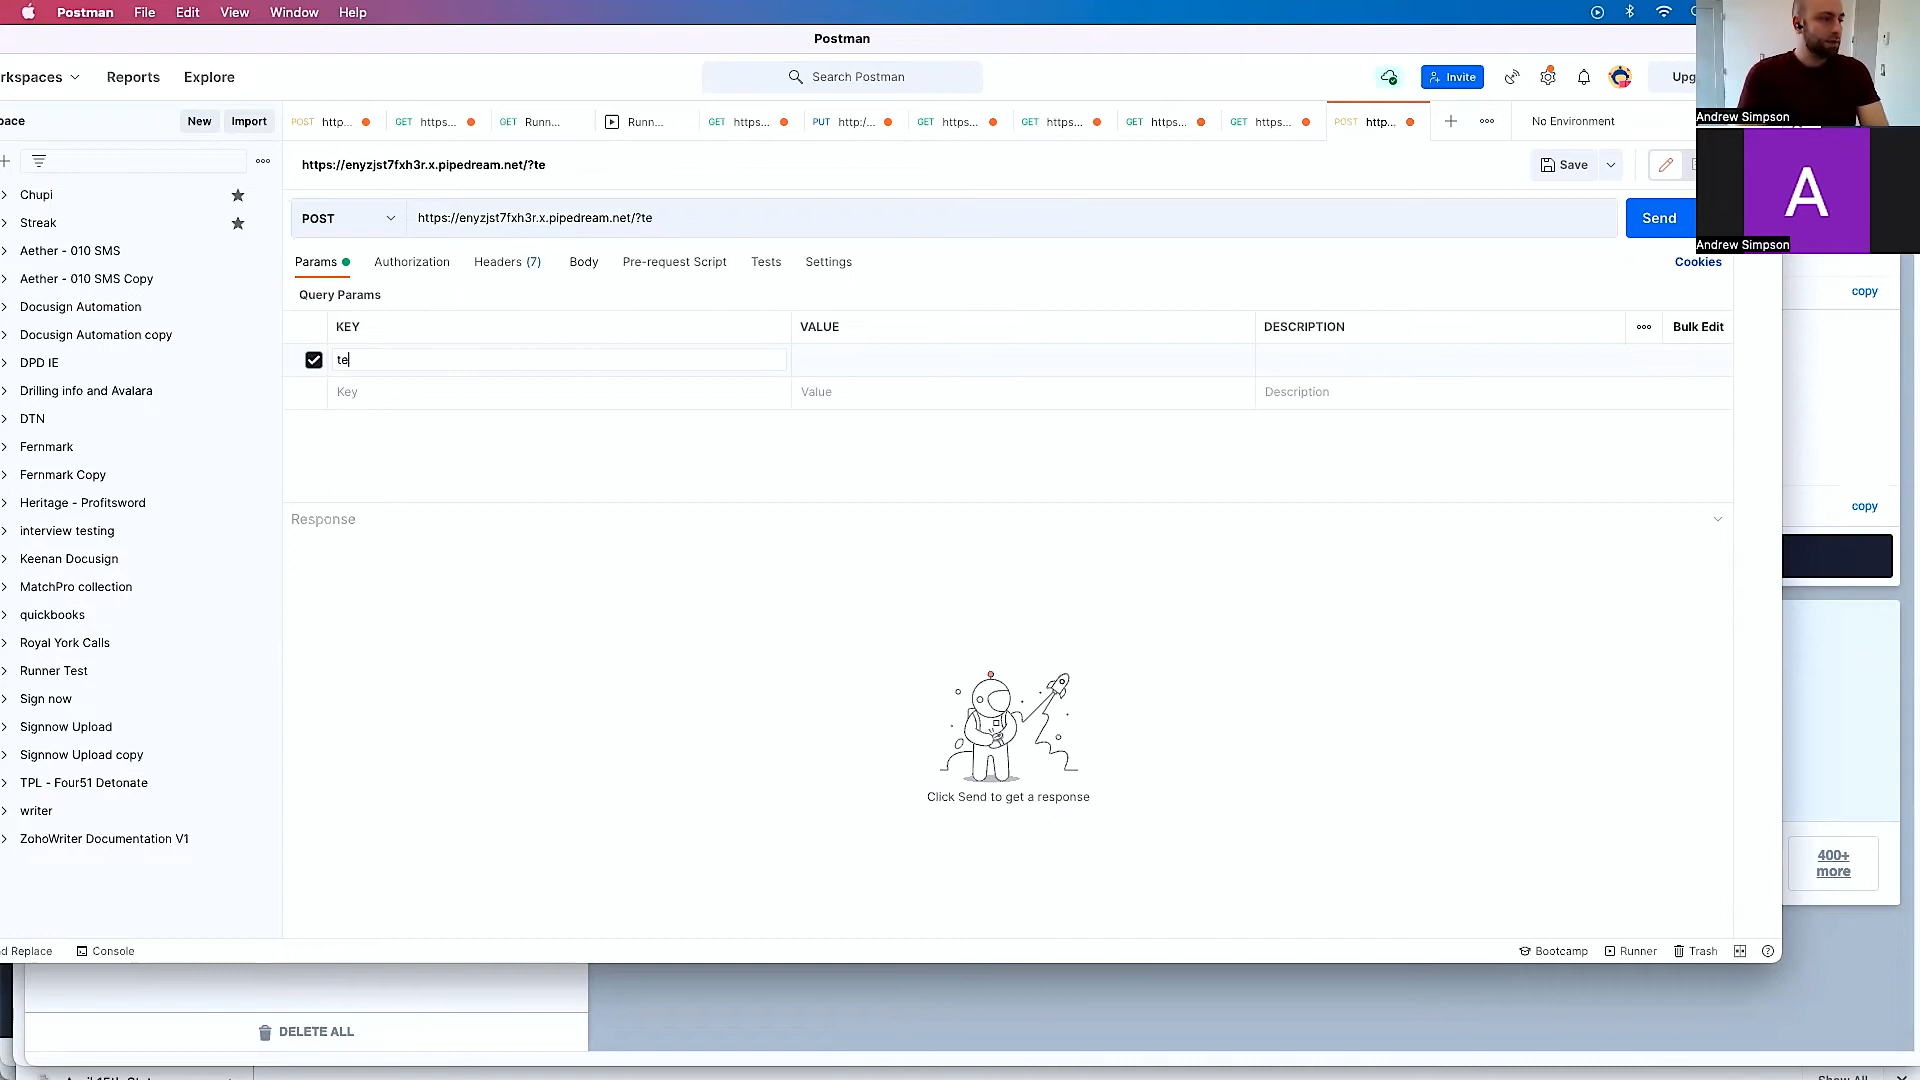 Postman File Edit View Window Help
Postman
rkspaces Reports Explore
Search Postman
Invite
Upg
pace New Import
POST http... GET https... GET Runn... Runn... GET https... PUT http:/... GET https... GET https... GET https... GET https... POST http...
No Environment
https://enyzjst7fxh3r.x.pipedream.net/?te
Save
POST https://enyzjst7fxh3r.x.pipedream.net/?te
Send
Params Authorization Headers (7) Body Pre-request Script Tests Settings
Cookies
Query Params
KEY VALUE DESCRIPTION Bulk Edit
te
Key Value Description
Response
Click Send to get a response
Chupi
Streak
Aether - 010 SMS
Aether - 010 SMS Copy
Docusign Automation
Docusign Automation copy
DPD IE
Drilling info and Avalara
DTN
Fernmark
Fernmark Copy
Heritage - Profitsword
interview testing
Keenan Docusign
MatchPro collection
quickbooks
Royal York Calls
Runner Test
Sign now
Signnow Upload
Signnow Upload copy
TPL - Four51 Detonate
writer
ZohoWriter Documentation V1
d Replace Console
Bootcamp Runner Trash
Andrew Simpson
A
Andrew Simpson
copy
copy
400+
more
DELETE ALL
Show All